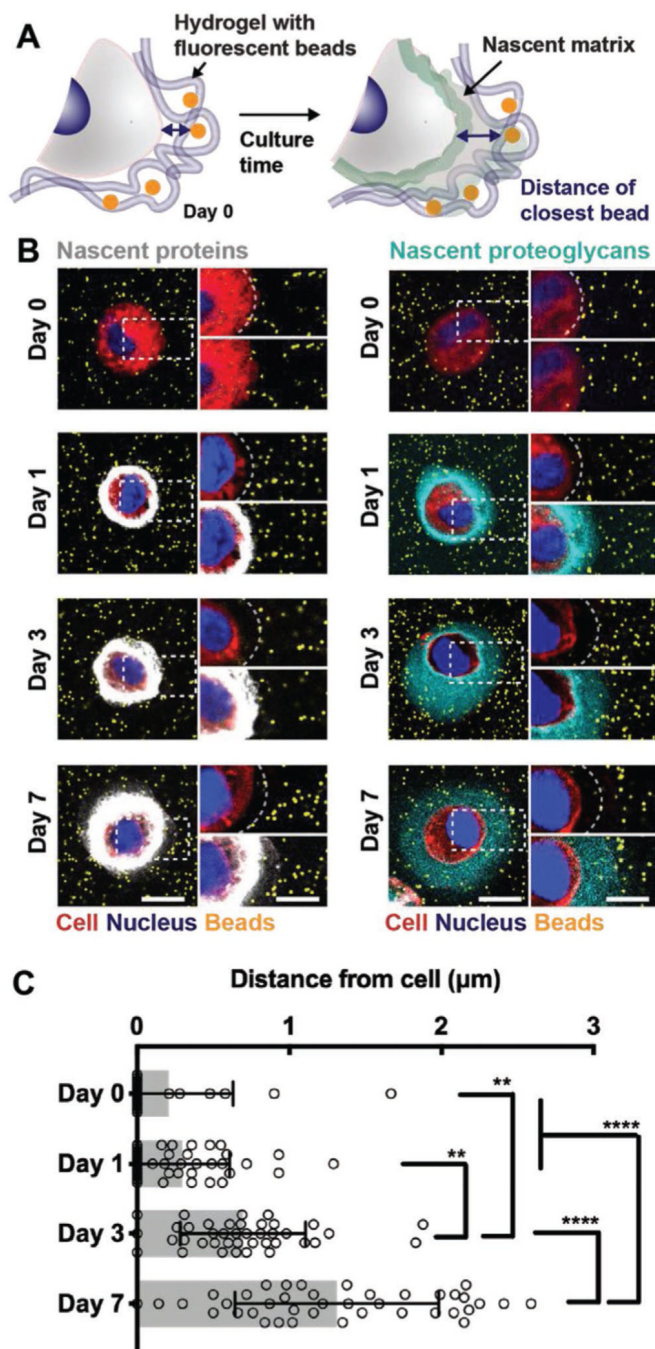 A
Hydrogel with
fluorescent beads
Nascent matrix
Culture
time
Day 0
Distance of
closest bead
B
Nascent proteins
Nascent proteoglycans
Day 0
Day 0
Day 1
Day 1
Day 3
Day 3
Day 7
Day 7
Cell Nucleus Beads
Cell Nucleus Beads
C
Distance from cell (µm)
0 1 2 3
Day 0
**
****
Day 1
**
Day 3
****
Day 7